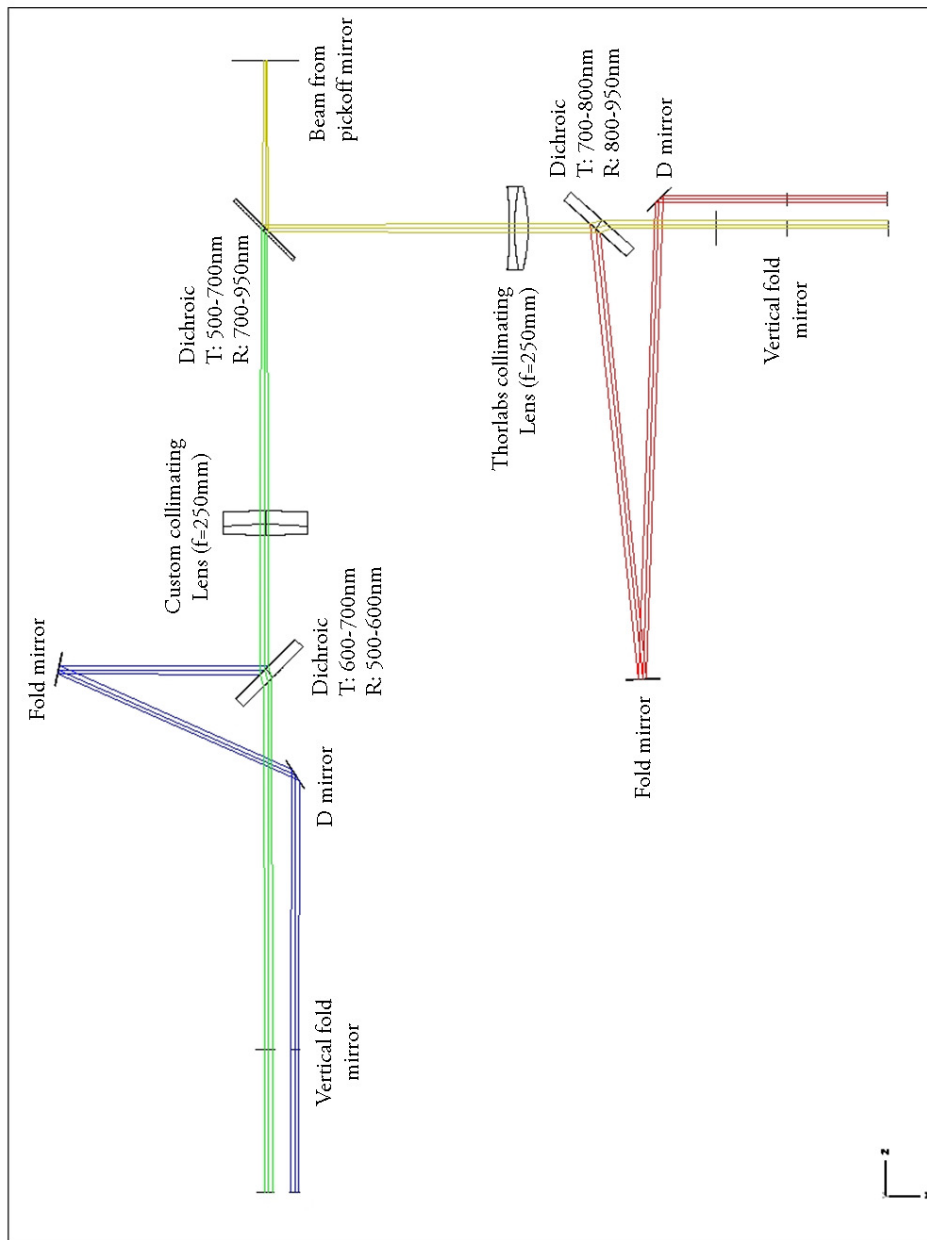 Beam from
pickoff mirror
Dichroic
T: 500-700nm
R: 700-950nm
Custom collimating
Lens (f=250mm)
Fold mirror
Dichroic
T: 600-700nm
R: 500-600nm
D mirror
Vertical fold
mirror
Dichroic
T: 700-800nm
R: 800-950nm
D mirror
Thorlabs collimating
Lens (f=250mm)
Vertical fold
mirror
Fold mirror
z
x